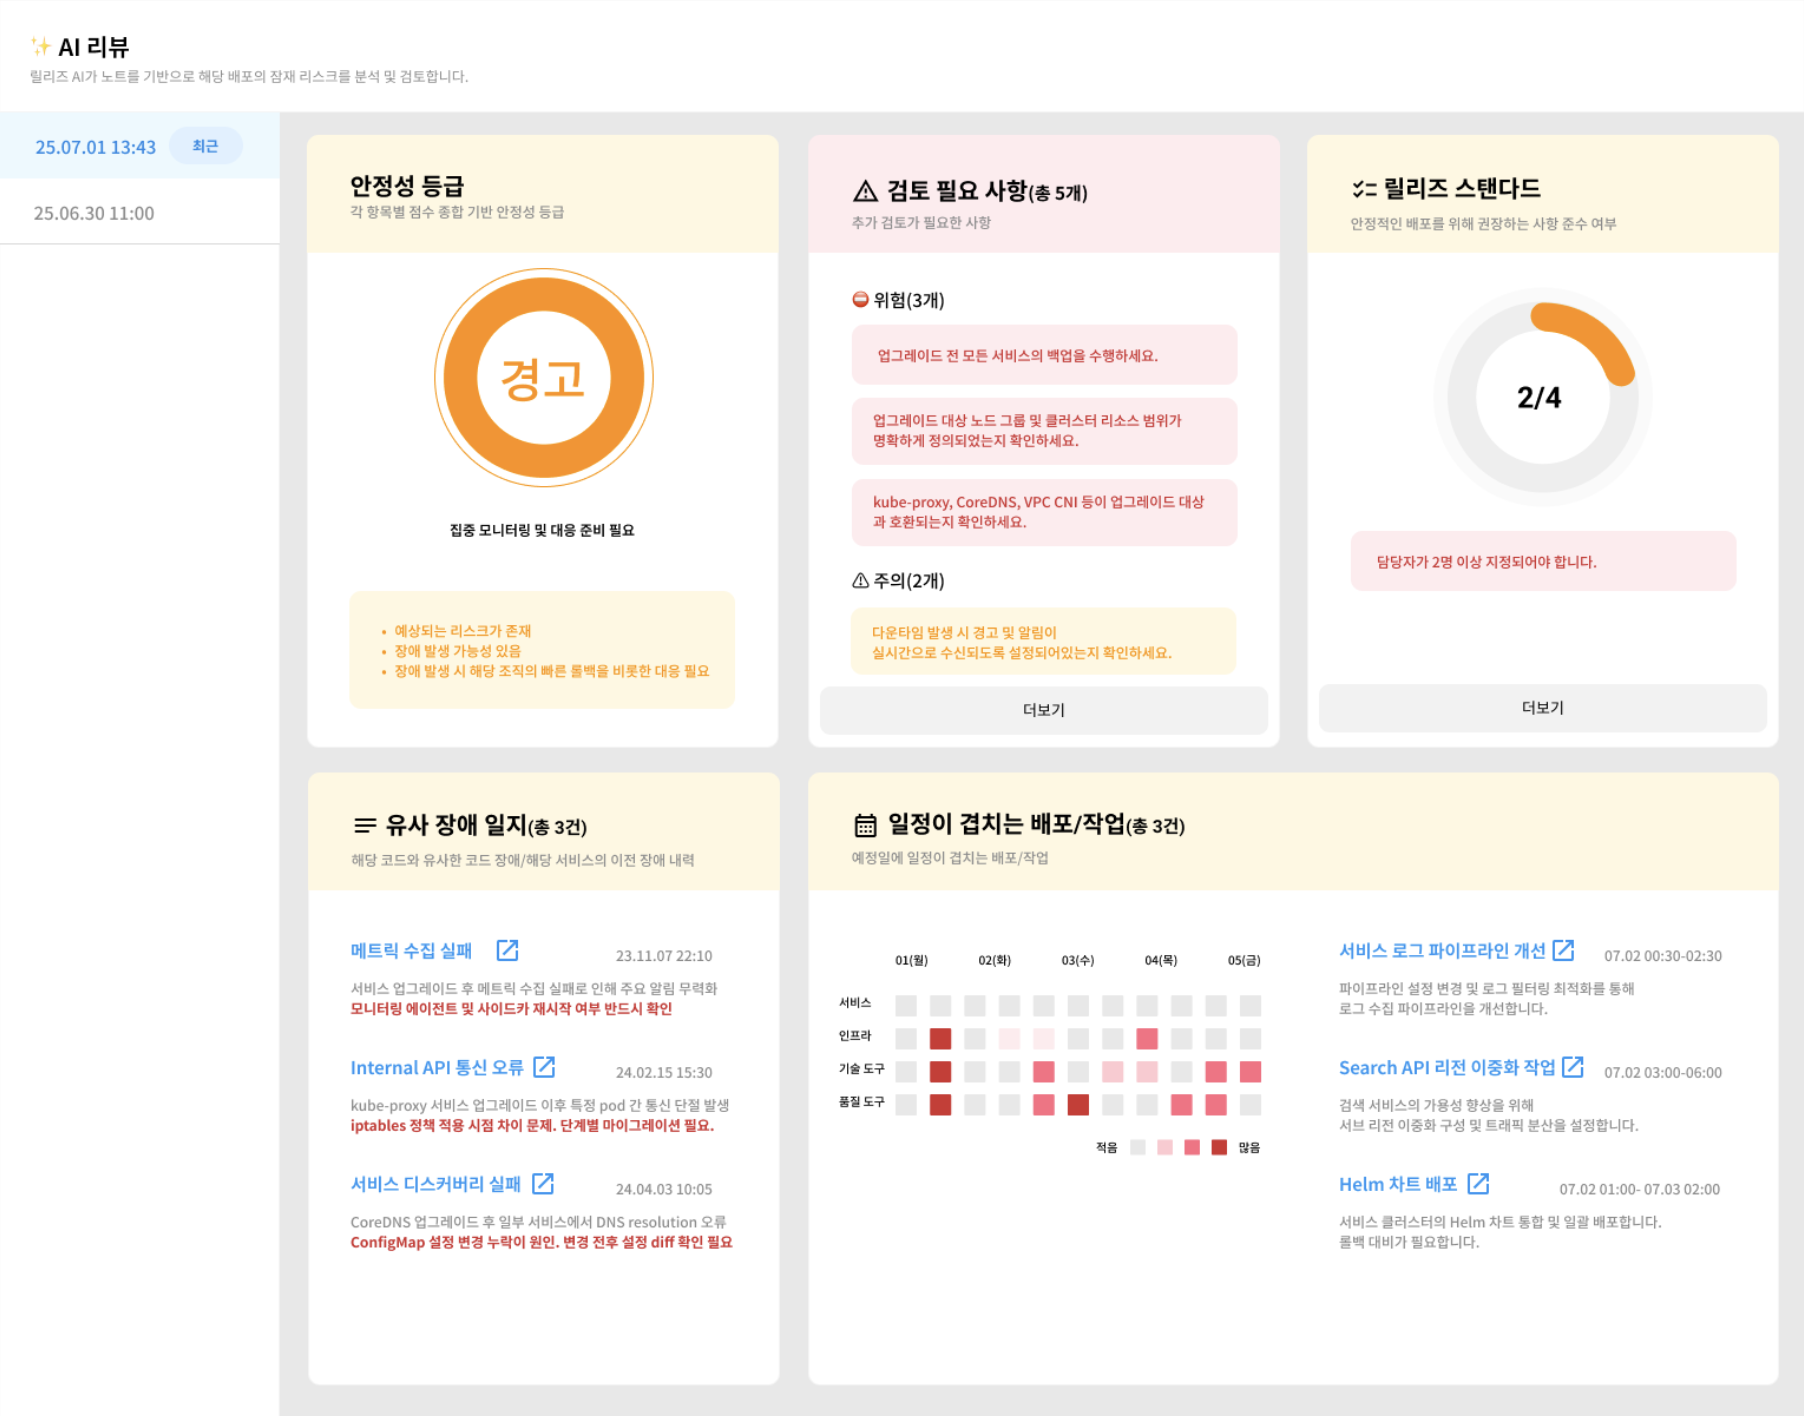 ✨ AI 리뷰
릴리즈 AI가 노트를 기반으로 해당 배포의 잠재 리스크를 분석 및 검토합니다.
25.07.01 13:43 최근
25.06.30 11:00
안정성 등급
각 항목별 점수 종합 기반 안정성 등급
경고
집중 모니터링 및 대응 준비 필요
• 예상되는 리스크가 존재
• 장애 발생 가능성 있음
• 장애 발생 시 해당 조직의 빠른 롤백을 비롯한 대응 필요
검토 필요 사항(총 5개)
추가 검토가 필요한 사항
위험(3개)
업그레이드 전 모든 서비스의 백업을 수행하세요.
업그레이드 대상 노드 그룹 및 클러스터 리소스 범위가
명확하게 정의되었는지 확인하세요.
kube-proxy, CoreDNS, VPC CNI 등이 업그레이드 대상
과 호환되는지 확인하세요.
주의(2개)
다운타임 발생 시 경고 및 알림이
실시간으로 수신되도록 설정되어있는지 확인하세요.
더보기
릴리즈 스탠다드
안정적인 배포를 위해 권장하는 사항 준수 여부
2/4
담당자가 2명 이상 지정되어야 합니다.
더보기
유사 장애 일지(총 3건)
해당 코드와 유사한 코드 장애/해당 서비스의 이전 장애 내력
메트릭 수집 실패 23.11.07 22:10
서비스 업그레이드 후 메트릭 수집 실패로 인해 주요 알림 무력화
모니터링 에이전트 및 사이드카 재시작 여부 반드시 확인
Internal API 통신 오류 24.02.15 15:30
kube-proxy 서비스 업그레이드 이후 특정 pod 간 통신 단절 발생
iptables 정책 적용 시점 차이 문제. 단계별 마이그레이션 필요.
서비스 디스커버리 실패 24.04.03 10:05
CoreDNS 업그레이드 후 일부 서비스에서 DNS resolution 오류
ConfigMap 설정 변경 누락이 원인. 변경 전후 설정 diff 확인 필요
일정이 겹치는 배포/작업(총 3건)
예정일에 일정이 겹치는 배포/작업
01(월) 02(화) 03(수) 04(목) 05(금)
서비스
인프라
기술 도구
품질 도구
적음 많음
서비스 로그 파이프라인 개선 07.02 00:30-02:30
파이프라인 설정 변경 및 로그 필터링 최적화를 통해
로그 수집 파이프라인을 개선합니다.
Search API 리전 이중화 작업 07.02 03:00-06:00
검색 서비스의 가용성 향상을 위해
서브 리전 이중화 구성 및 트래픽 분산을 설정합니다.
Helm 차트 배포 07.02 01:00- 07.03 02:00
서비스 클러스터의 Helm 차트 통합 및 일괄 배포합니다.
롤백 대비가 필요합니다.